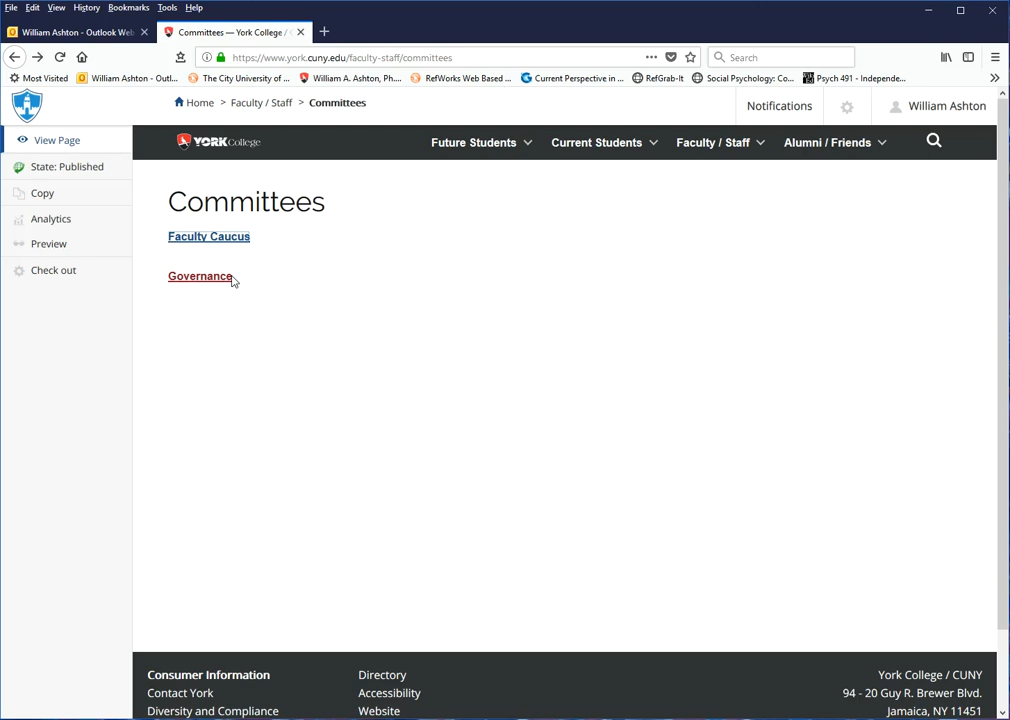 File Edit View History Bookmarks Tools Help
William Ashton - Outlook Web
Committees — York College /
https://www.york.cuny.edu/faculty-staff/committees
Search
Most Visited
William Ashton - Outl...
The City University of ...
William A. Ashton, Ph....
RefWorks Web Based ...
Current Perspective in ...
RefGrab-It
Social Psychology: Co...
Psych 491 - Independe...
Home > Faculty / Staff > Committees
Notifications
William Ashton
View Page
State: Published
Copy
Analytics
Preview
Check out
YORK College
Future Students
Current Students
Faculty / Staff
Alumni / Friends
Committees
Faculty Caucus
Governance
Consumer Information
Contact York
Diversity and Compliance
Directory
Accessibility
Website
York College / CUNY
94 - 20 Guy R. Brewer Blvd.
Jamaica, NY 11451